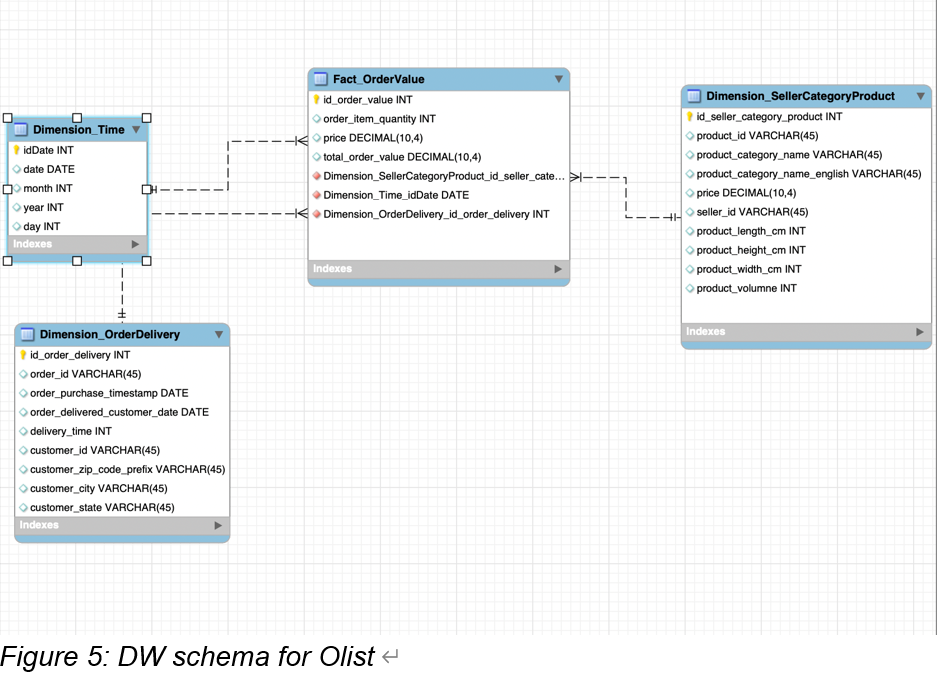 Dimension_Time
idDate INT
date DATE
month INT
year INT
day INT
Indexes
Fact_OrderValue
id_order_value INT
order_item_quantity INT
price DECIMAL(10,4)
total_order_value DECIMAL(10,4)
Dimension_SellerCategoryProduct_id_seller_cate...
Dimension_Time_idDate DATE
Dimension_OrderDelivery_id_order_delivery INT
Indexes
Dimension_SellerCategoryProduct
id_seller_category_product INT
product_id VARCHAR(45)
product_category_name VARCHAR(45)
product_category_name_english VARCHAR(45)
price DECIMAL(10,4)
seller_id VARCHAR(45)
product_length_cm INT
product_height_cm INT
product_width_cm INT
product_volumne INT
Indexes
Dimension_OrderDelivery
id_order_delivery INT
order_id VARCHAR(45)
order_purchase_timestamp DATE
order_delivered_customer_date DATE
delivery_time INT
customer_id VARCHAR(45)
customer_zip_code_prefix VARCHAR(45)
customer_city VARCHAR(45)
customer_state VARCHAR(45)
Indexes
Figure 5: DW schema for Olist